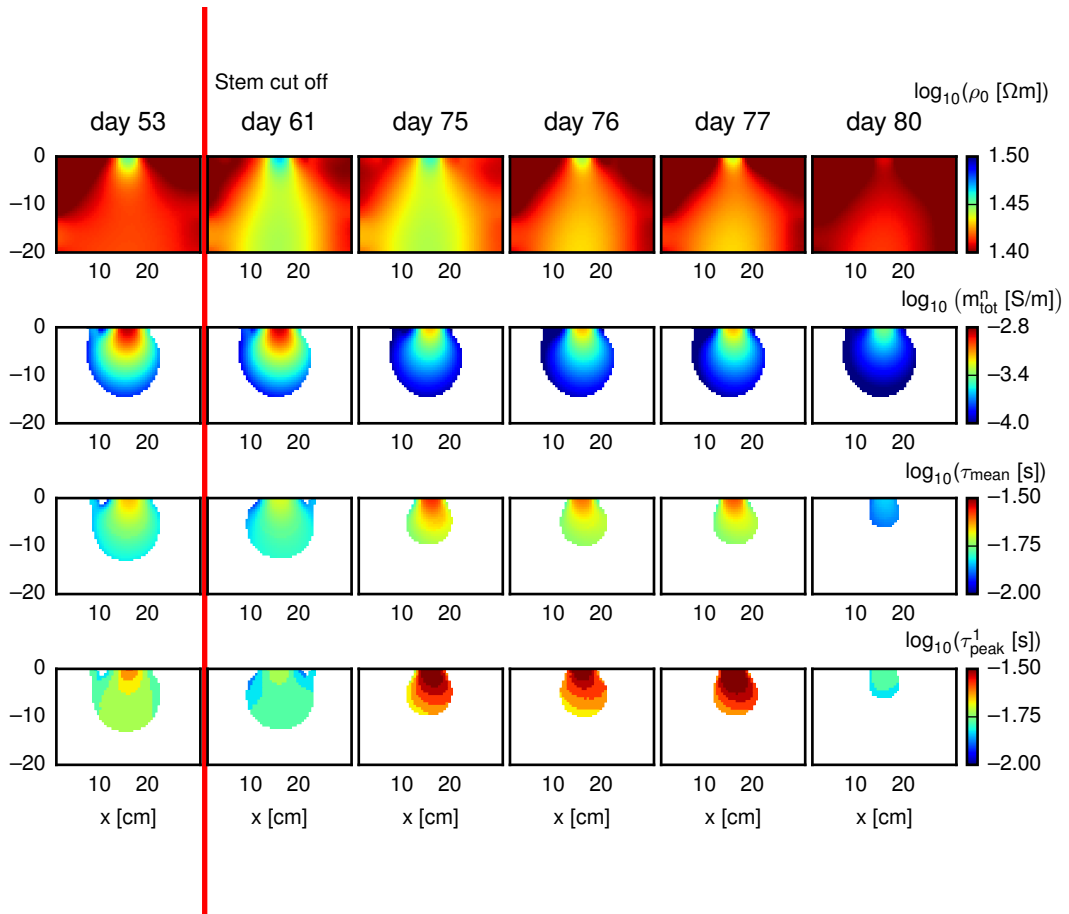 Stem cut off
log10(ρ0 [Ωm])
day 53 day 61 day 75 day 76 day 77 day 80
0
−10
−20
1.50
1.45
1.40
10 20 10 20 10 20 10 20 10 20 10 20
log10 (m^n_tot [S/m])
0
−10
−20
−2.8
−3.4
−4.0
10 20 10 20 10 20 10 20 10 20 10 20
log10(τmean [s])
0
−10
−20
−1.50
−1.75
−2.00
10 20 10 20 10 20 10 20 10 20 10 20
log10(τ^1_peak [s])
0
−10
−20
−1.50
−1.75
−2.00
10 20 10 20 10 20 10 20 10 20 10 20
x [cm] x [cm] x [cm] x [cm] x [cm] x [cm]